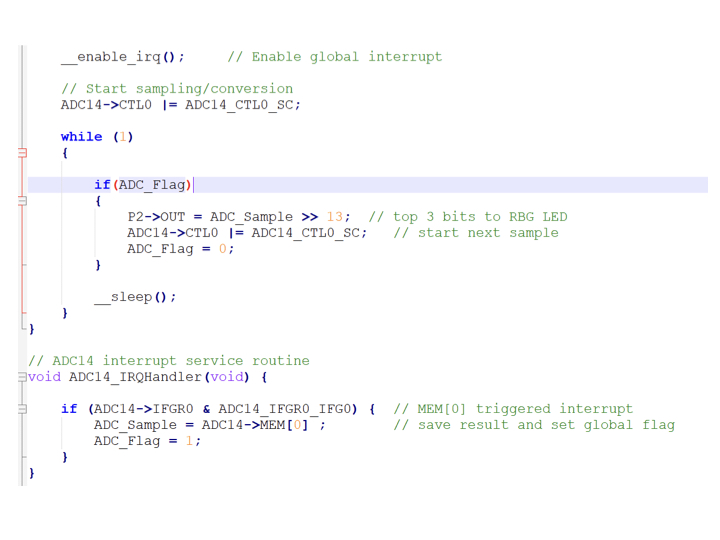 __enable_irq();     // Enable global interrupt
// Start sampling/conversion
ADC14->CTL0 |= ADC14_CTL0_SC;
while (1)
{
if(ADC_Flag)
{
P2->OUT = ADC_Sample >> 13;  // top 3 bits to RBG LED
ADC14->CTL0 |= ADC14_CTL0_SC;   // start next sample
ADC_Flag = 0;
}
__sleep();
}
}
// ADC14 interrupt service routine
void ADC14_IRQHandler(void) {
if (ADC14->IFGR0 & ADC14_IFGR0_IFG0) {  // MEM[0] triggered interrupt
ADC_Sample = ADC14->MEM[0] ;        // save result and set global flag
ADC_Flag = 1;
}
}